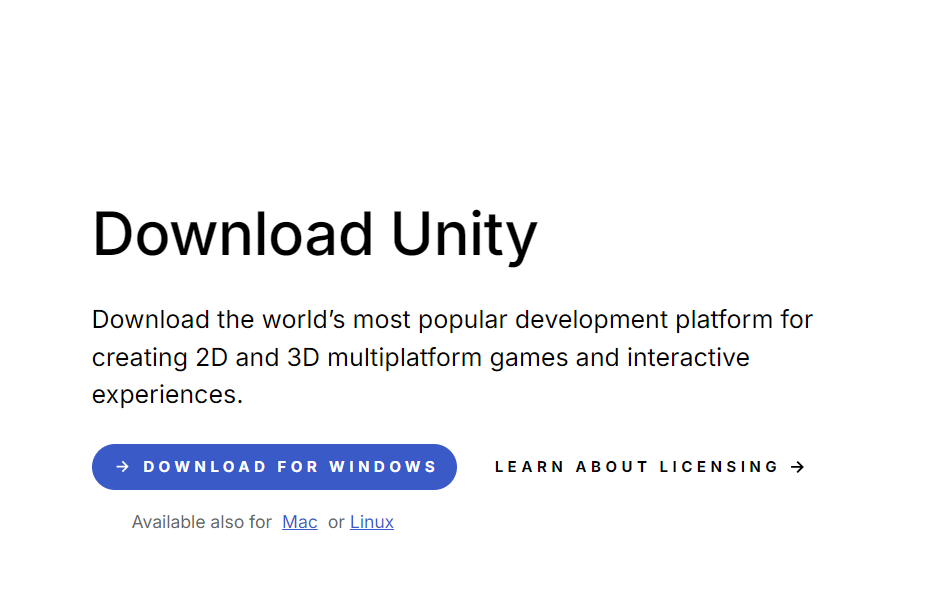 Download Unity
Download the world’s most popular development platform for
creating 2D and 3D multiplatform games and interactive
experiences.
→ DOWNLOAD FOR WINDOWS
LEARN ABOUT LICENSING →
Available also for Mac or Linux